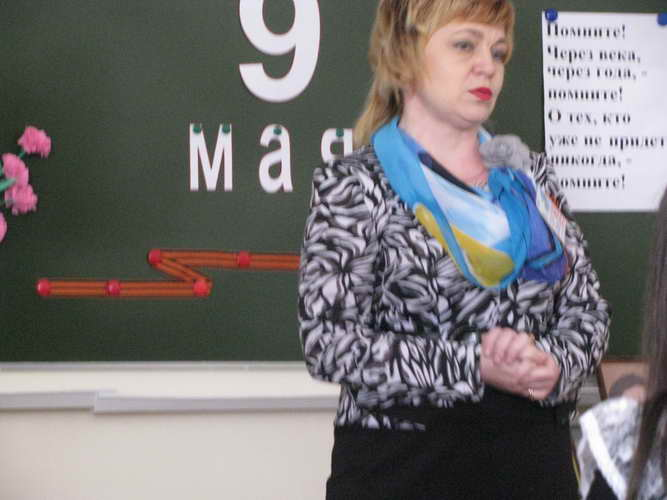 9
мая
Помните!
Через века,
через года, -
помните!
О тех, кто
уже не придет
никогда, -
помните!